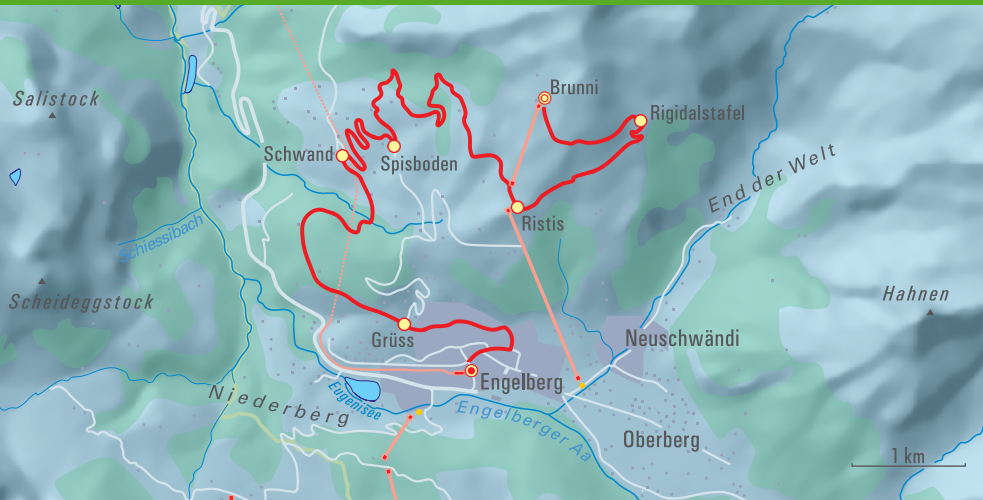 Brunni
Salistock
Rigidalstafel
Schwand
Spisboden
End der Welt
Ristis
Schiessibach
Scheideggstock
Hahnen
Grüss
Neuschwändi
Engelberg
Eugenisee
Niederberg
Engelberger Aa
Oberberg
1 km